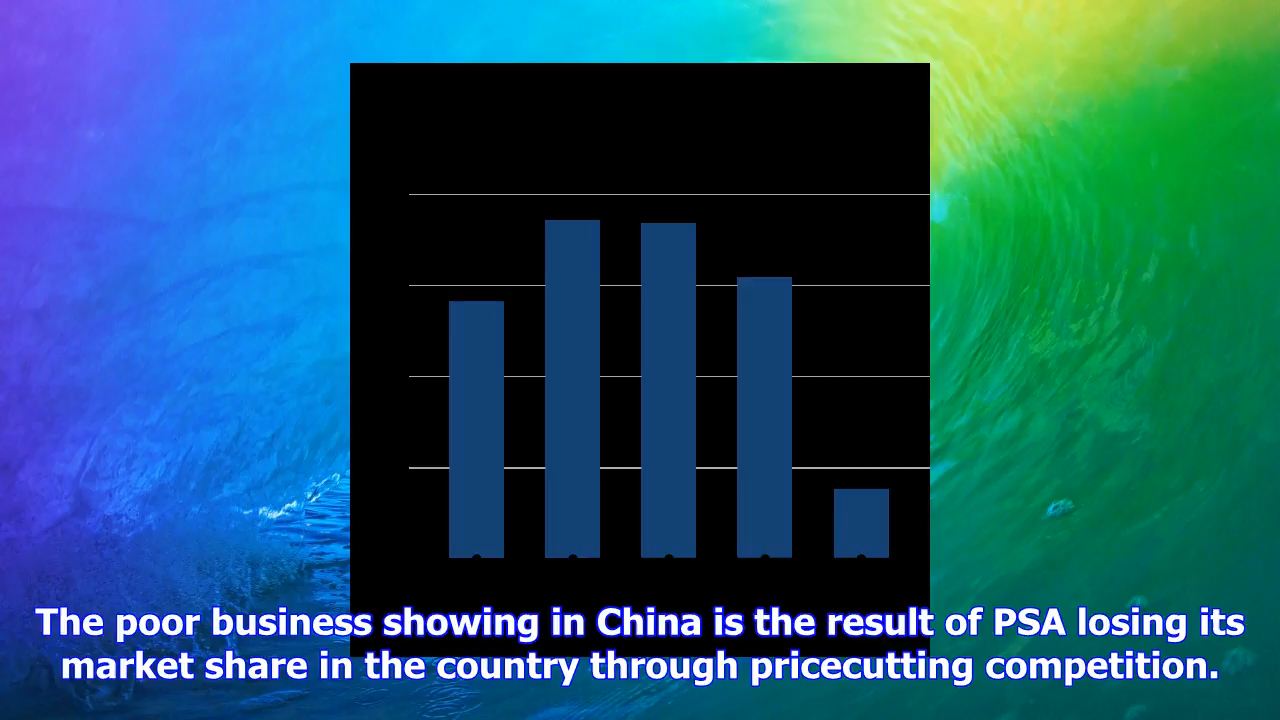 The poor business showing in China is the result of PSA losing its
market share in the country through pricecutting competition.